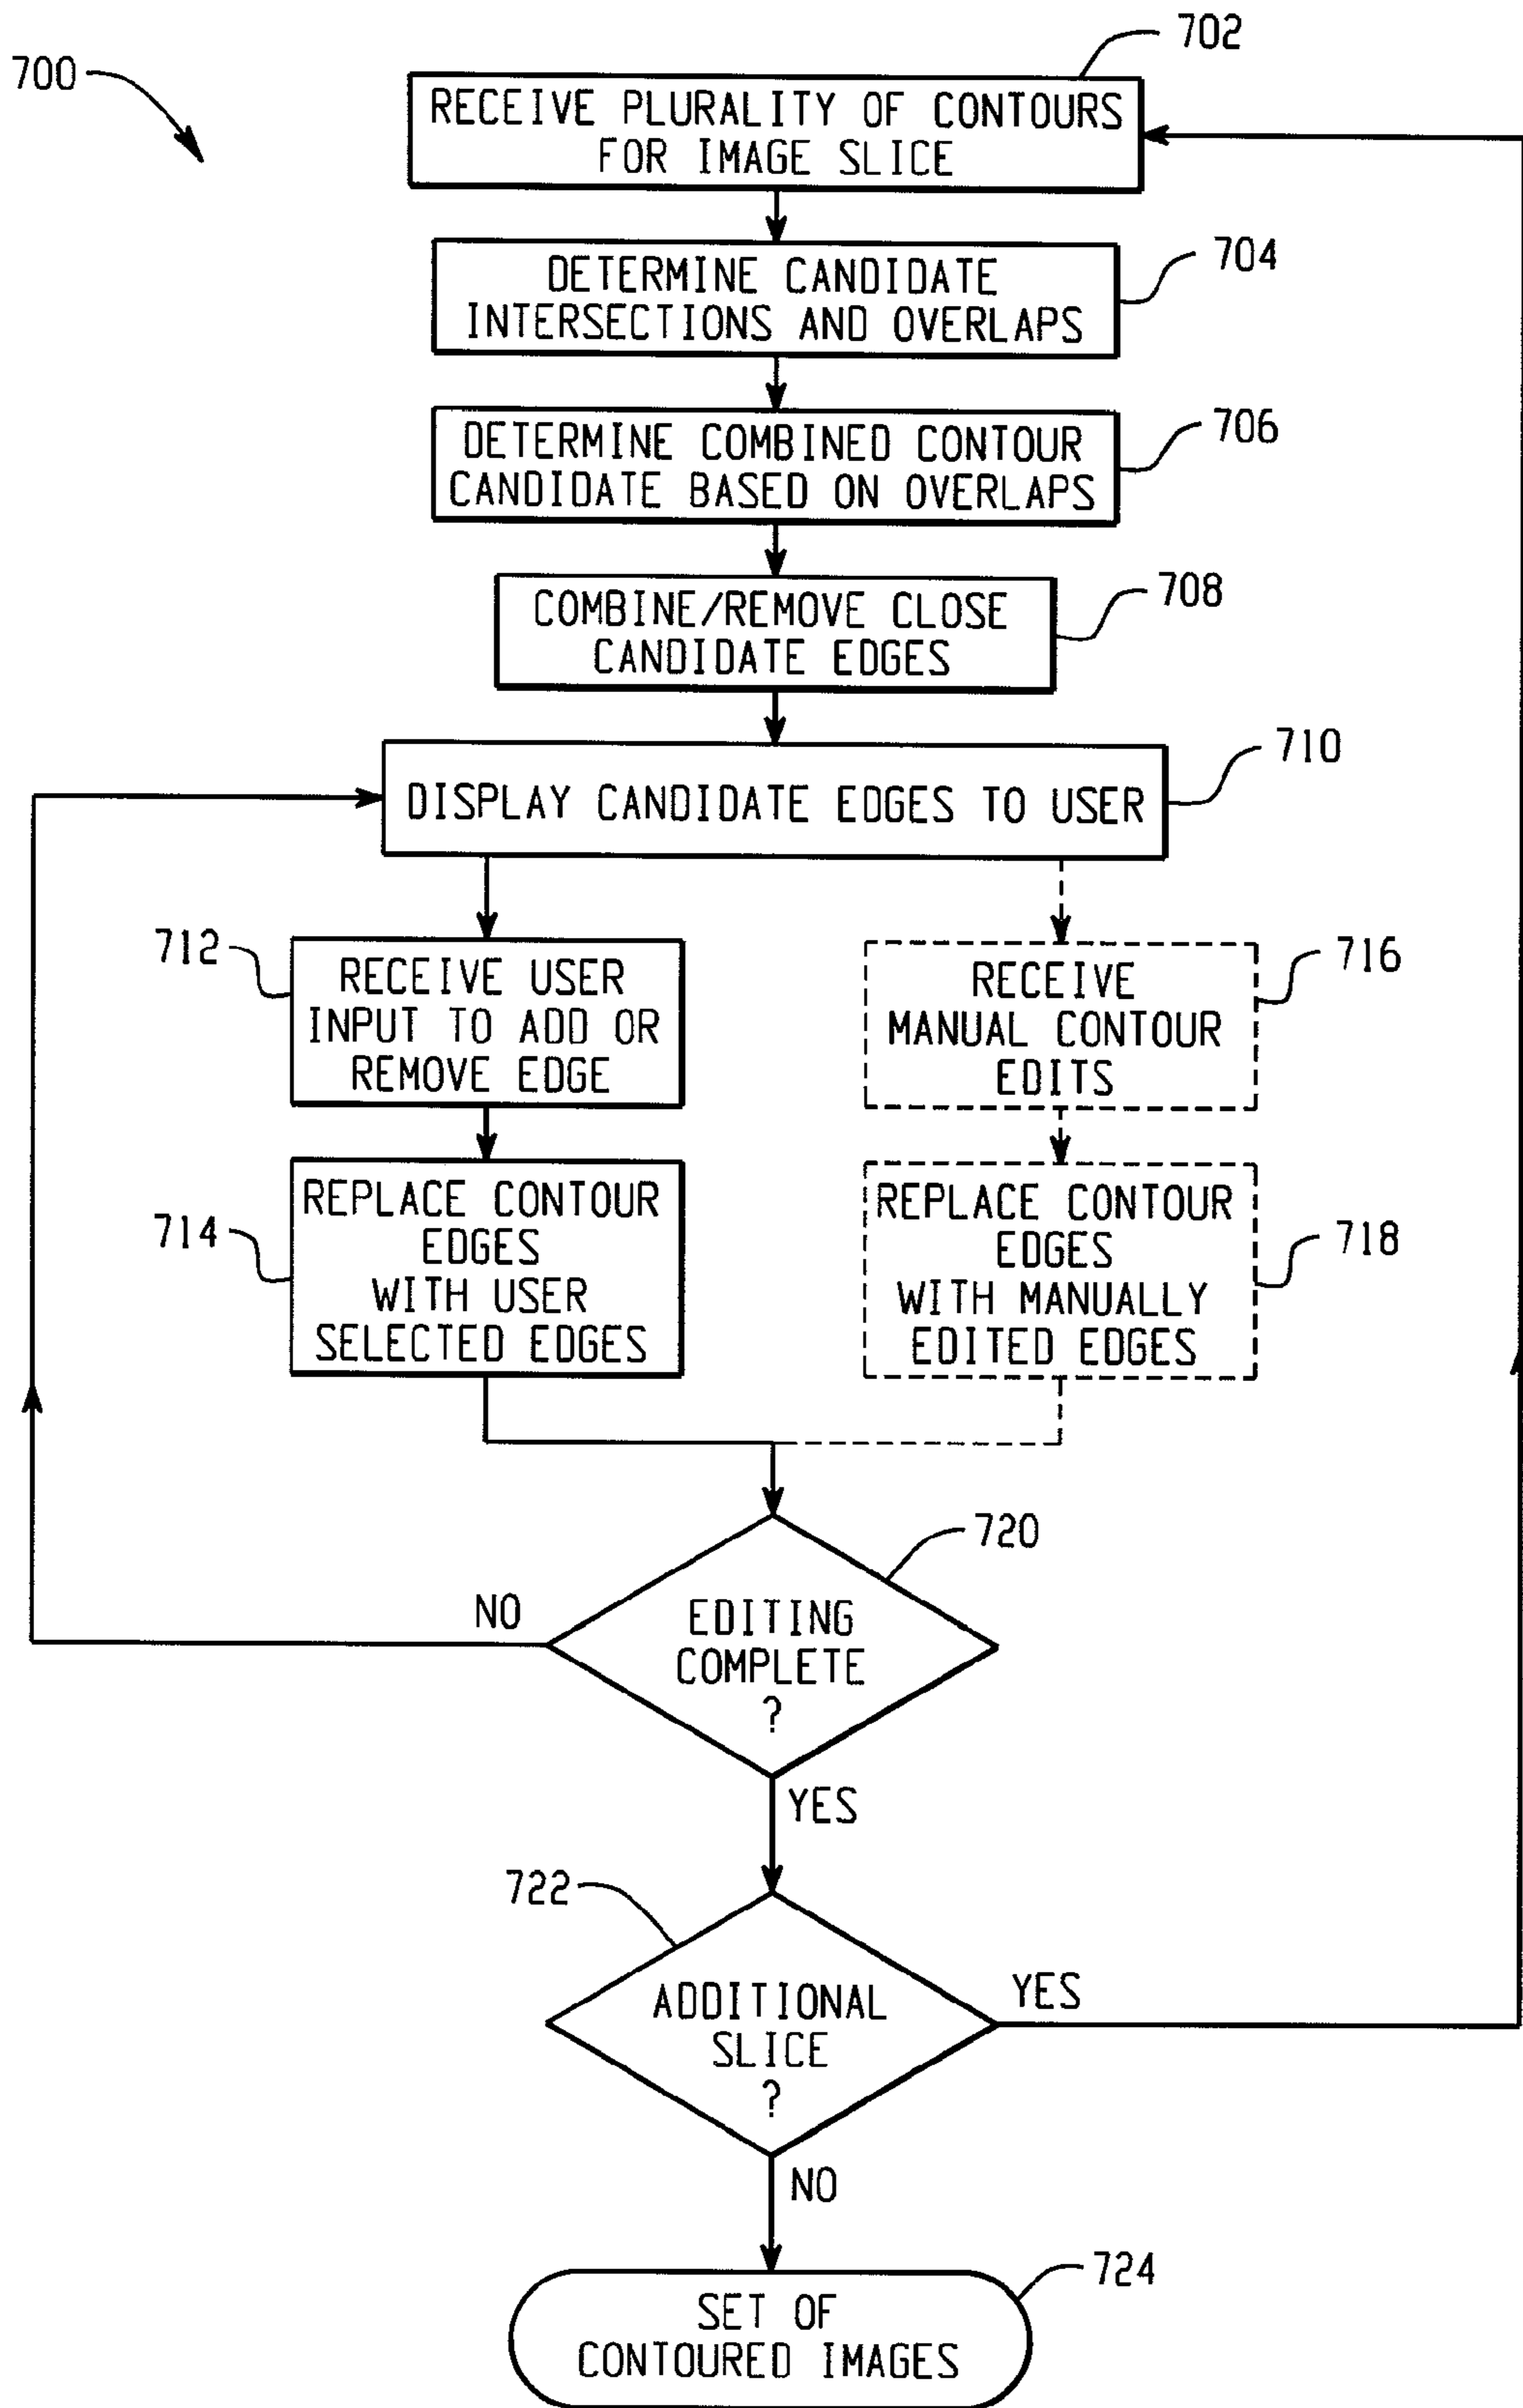 700
702
RECEIVE PLURALITY OF CONTOURS
FOR IMAGE SLICE
704
DETERMINE CANDIDATE
INTERSECTIONS AND OVERLAPS
706
DETERMINE COMBINED CONTOUR
CANDIDATE BASED ON OVERLAPS
708
COMBINE/REMOVE CLOSE
CANDIDATE EDGES
710
DISPLAY CANDIDATE EDGES TO USER
712
RECEIVE USER
INPUT TO ADD OR
REMOVE EDGE
716
RECEIVE
MANUAL CONTOUR
EDITS
714
REPLACE CONTOUR
EDGES
WITH USER
SELECTED EDGES
718
REPLACE CONTOUR
EDGES
WITH MANUALLY
EDITED EDGES
720
EDITING
COMPLETE
?
NO
YES
722
ADDITIONAL
SLICE
?
YES
NO
724
SET OF
CONTOURED IMAGES